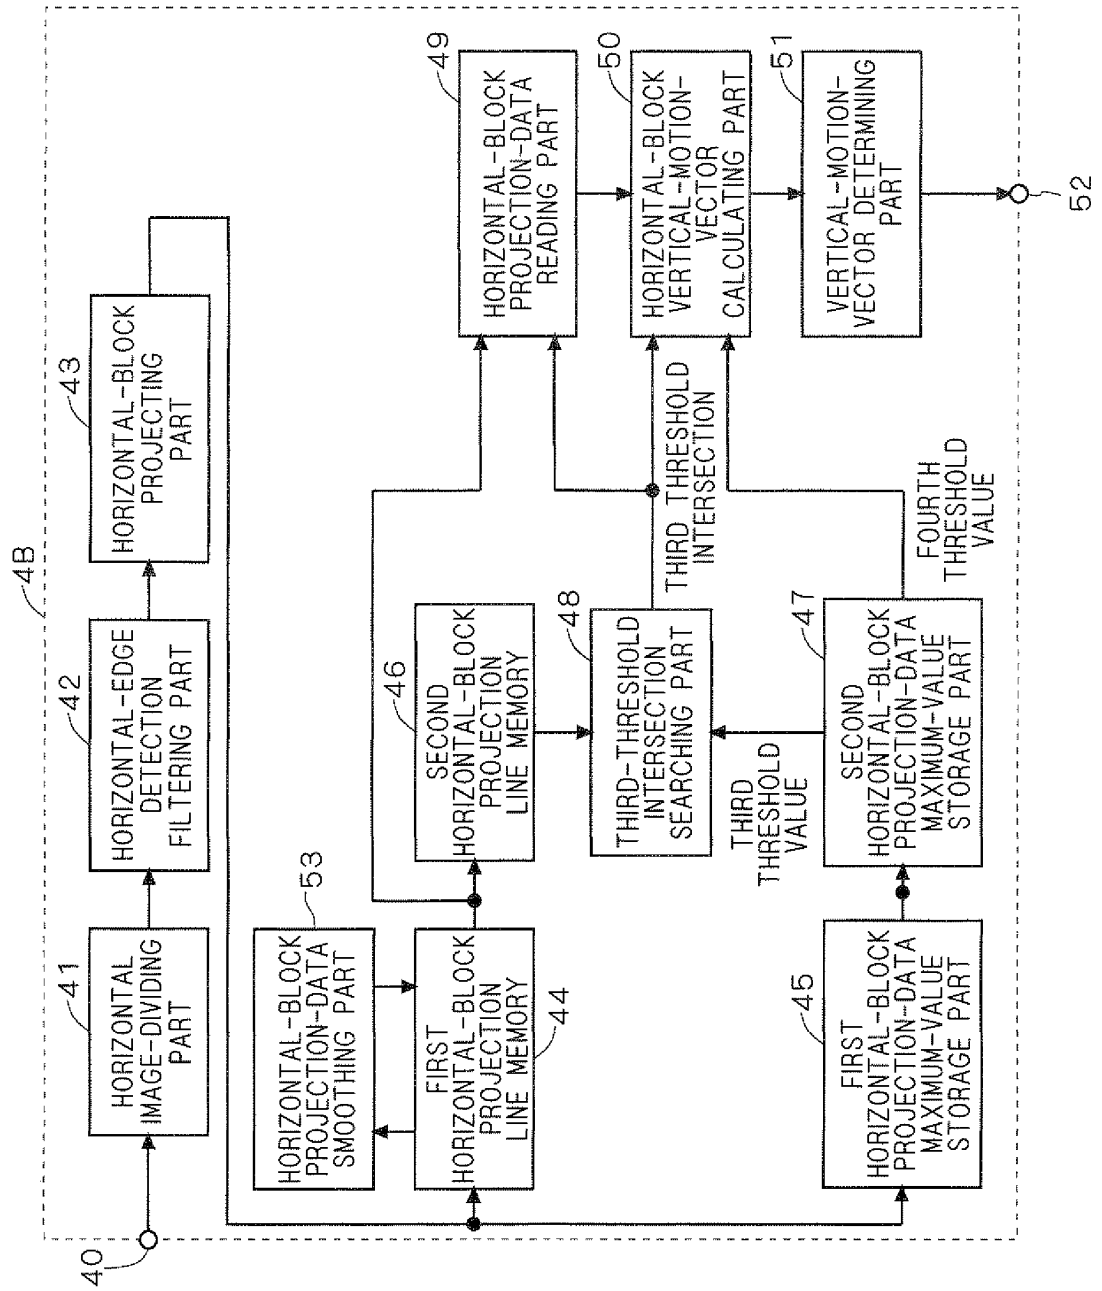 4B
40
41
HORIZONTAL
IMAGE-DIVIDING
PART
42
HORIZONTAL-EDGE
DETECTION
FILTERING PART
43
HORIZONTAL-BLOCK
PROJECTING
PART
53
HORIZONTAL-BLOCK
PROJECTION-DATA
SMOOTHING PART
FIRST
HORIZONTAL-BLOCK
PROJECTION
LINE MEMORY
44
46
SECOND
HORIZONTAL-BLOCK
PROJECTION
LINE MEMORY
48
THIRD-THRESHOLD
INTERSECTION
SEARCHING PART
THIRD THRESHOLD
INTERSECTION
THIRD
THRESHOLD
VALUE
45
FIRST
HORIZONTAL-BLOCK
PROJECTION-DATA
MAXIMUM-VALUE
STORAGE PART
47
SECOND
HORIZONTAL-BLOCK
PROJECTION-DATA
MAXIMUM-VALUE
STORAGE PART
FOURTH
THRESHOLD
VALUE
49
HORIZONTAL-BLOCK
PROJECTION-DATA
READING PART
50
HORIZONTAL-BLOCK
VERTICAL-MOTION-
VECTOR
CALCULATING PART
51
VERTICAL-MOTION-
VECTOR DETERMINING
PART
52